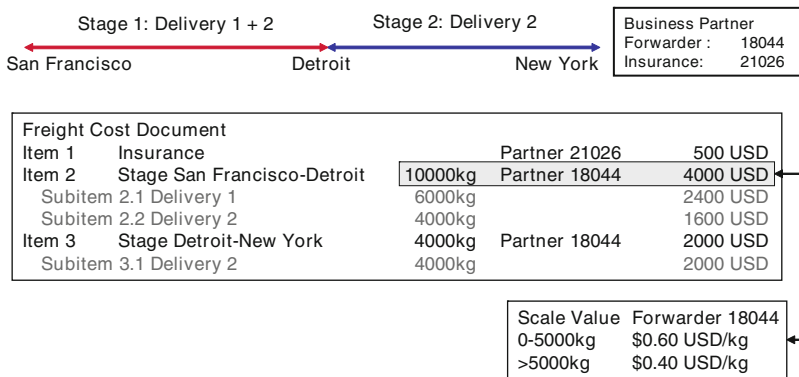 Stage 1: Delivery 1 + 2
Stage 2: Delivery 2
San Francisco
Detroit
New York
Business Partner
Forwarder : 18044
Insurance: 21026
Freight Cost Document
Item 1 Insurance Partner 21026 500 USD
Item 2 Stage San Francisco-Detroit 10000kg Partner 18044 4000 USD
Subitem 2.1 Delivery 1 6000kg 2400 USD
Subitem 2.2 Delivery 2 4000kg 1600 USD
Item 3 Stage Detroit-New York 4000kg Partner 18044 2000 USD
Subitem 3.1 Delivery 2 4000kg 2000 USD
Scale Value Forwarder 18044
0-5000kg $0.60 USD/kg
>5000kg $0.40 USD/kg